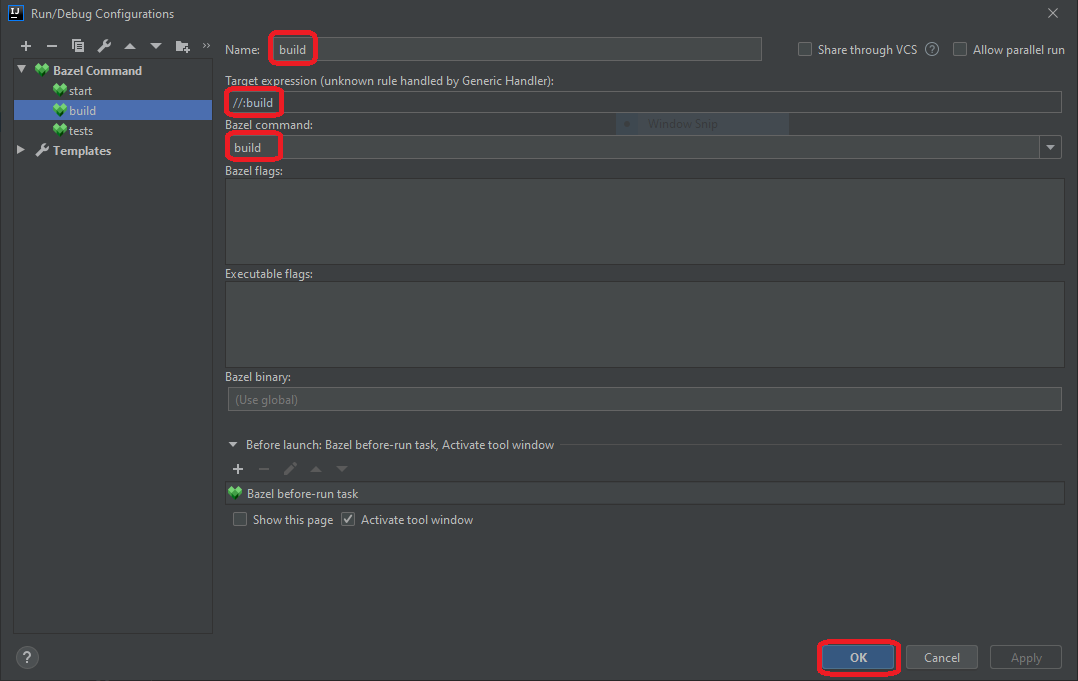 IJ Run/Debug Configurations
Name: build
Share through VCS ?
Allow parallel run
Bazel Command
start
build
tests
Templates
Target expression (unknown rule handled by Generic Handler):
//:build
Bazel command:
Window Snip
build
Bazel flags:
Executable flags:
Bazel binary:
(Use global)
Before launch: Bazel before-run task, Activate tool window
Bazel before-run task
Show this page
Activate tool window
?
OK
Cancel
Apply